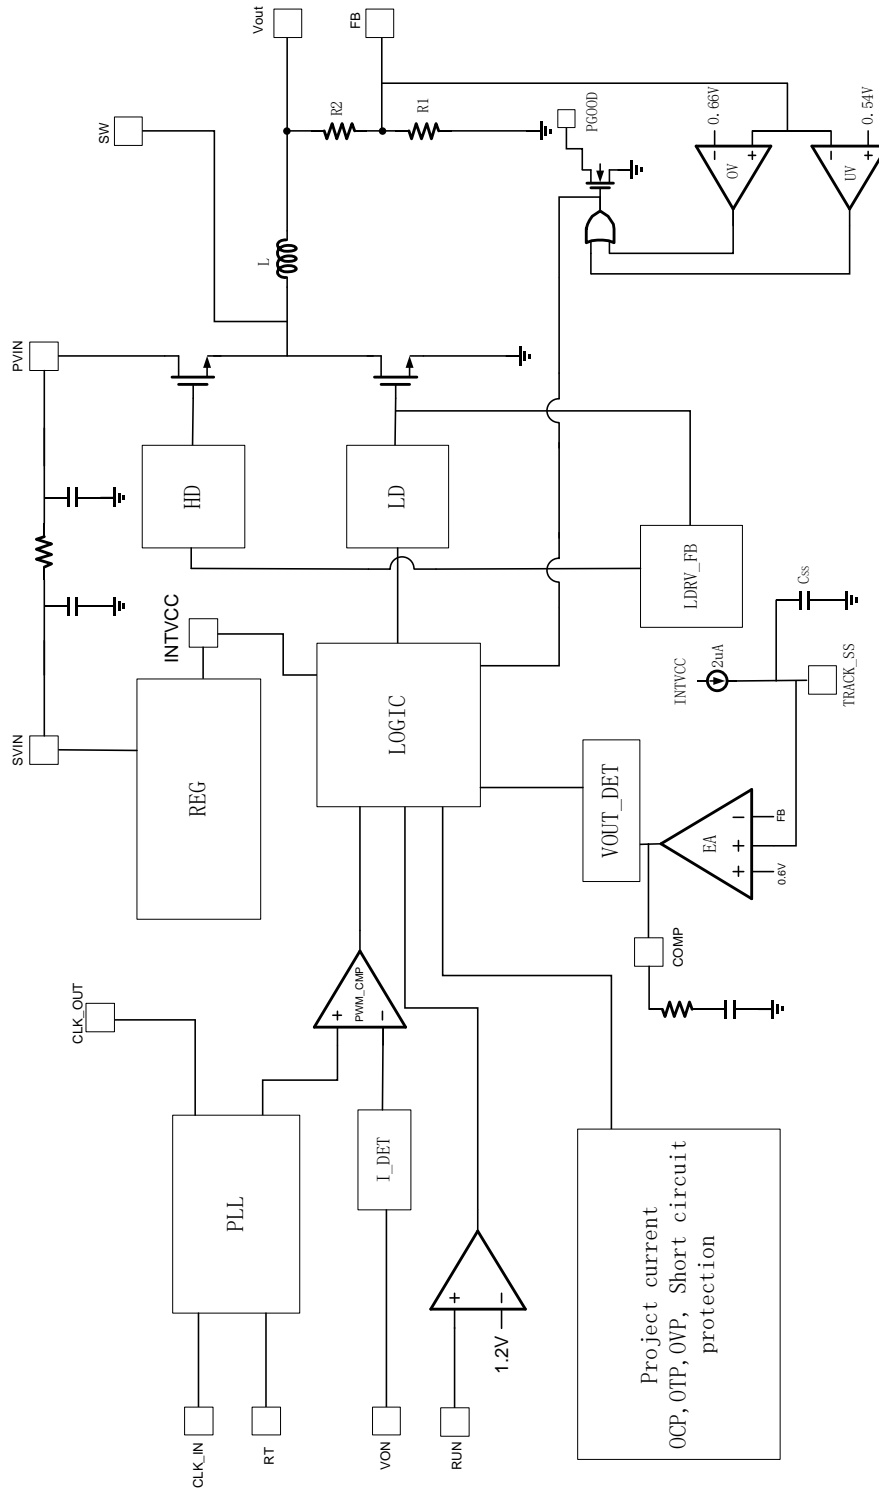 Vout
FB
SW
R2
R1
PGOOD
0.66V
-
+
OV
-
+
0.54V
UV
L
PVIN
HD
LD
LDRV_FB
Css
INTVCC
2uA
TRACK_SS
INTVCC
SVIN
REG
LOGIC
VOUT_DET
EA
+
+
-
0.6V
FB
COMP
PWM_CMP
+
-
CLK_OUT
PLL
I_DET
+
-
1.2V
Project current
OCP,OTP,OVP, Short circuit
protection
CLK_IN
RT
VON
RUN